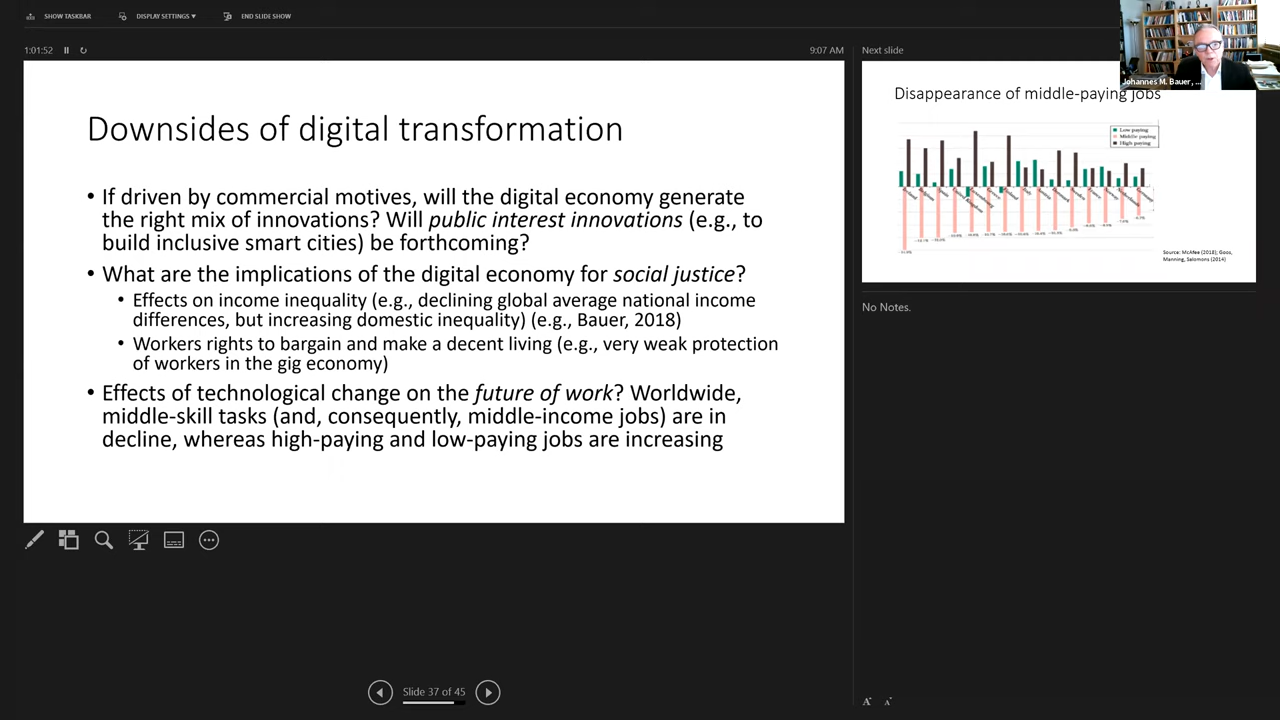 SHOW TASKBAR
DISPLAY SETTINGS ▾
END SLIDE SHOW
1:01:52
9:07 AM
Downsides of digital transformation
• If driven by commercial motives, will the digital economy generate
the right mix of innovations? Will public interest innovations (e.g., to
build inclusive smart cities) be forthcoming?
• What are the implications of the digital economy for social justice?
• Effects on income inequality (e.g., declining global average national income
differences, but increasing domestic inequality) (e.g., Bauer, 2018)
• Workers rights to bargain and make a decent living (e.g., very weak protection
of workers in the gig economy)
• Effects of technological change on the future of work? Worldwide,
middle-skill tasks (and, consequently, middle-income jobs) are in
decline, whereas high-paying and low-paying jobs are increasing
Slide 37 of 45
Next slide
Johannes M. Bauer, ...
Disappearance of middle-paying jobs
Low paying
Middle paying
High paying
Source: McAfee (2018); Goos,
Manning, Salomons (2014)
No Notes.
A
A